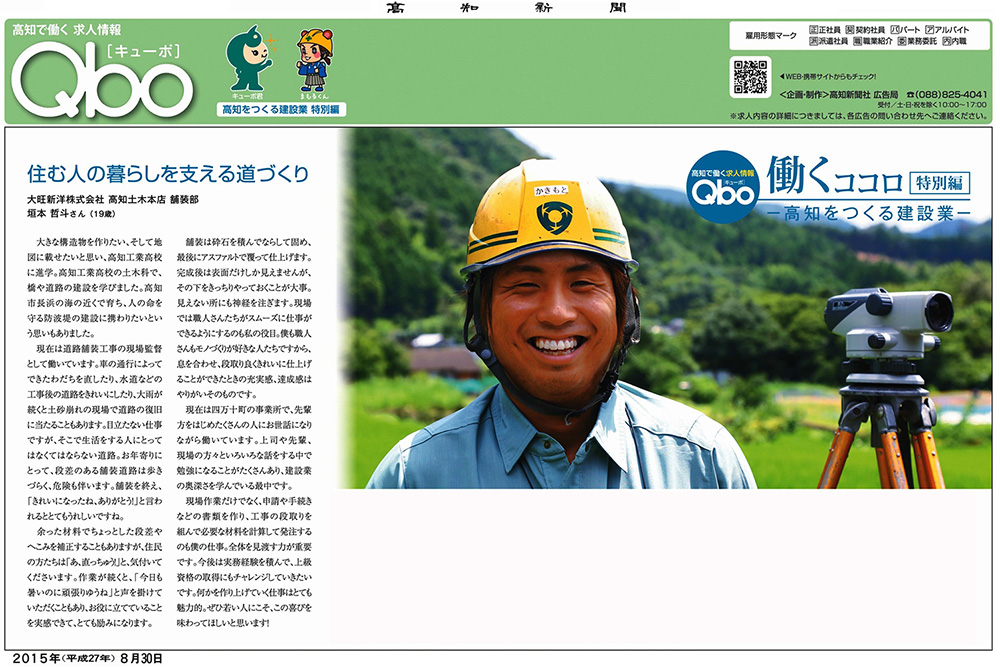 高知新聞
高知で働く 求人情報
Qbo
[キューボ]
キューボ君
まもるくん
高知をつくる建設業 特別編
雇用形態マーク
正正社員 契契約社員 パパート アアルバイト
派派遣社員 職職業紹介 委業務委託 内内職
◀WEB・携帯サイトからもチェック!
<企画・制作>高知新聞社 広告局 ☎(088)825-4041
受付/土・日・祝を除く10:00〜17:00
※求人内容の詳細につきましては、各広告の問い合わせ先へご連絡ください。
住む人の暮らしを支える道づくり
大旺新洋株式会社 高知土木本店 舗装部
垣本 哲斗さん(19歳)
大きな構造物を作りたい、そして地
図に載せたいと思い、高知工業高校
に進学。高知工業高校の土木科で、
橋や道路の建設を学びました。高知
市長浜の海の近くで育ち、人の命を
守る防波堤の建設に携わりたいとい
う思いもありました。
現在は道路舗装工事の現場監督
として働いています。車の通行によって
できたわだちを直したり、水道などの
工事後の道路をきれいにしたり、大雨が
続くと土砂崩れの現場で道路の復旧
に当たることもあります。目立たない仕事
ですが、そこで生活をする人にとって
はなくてはならない道路。お年寄りに
とって、段差のある舗装道路は歩き
づらく、危険も伴います。舗装を終え、
「きれいになったね、ありがとう!」と言わ
れるととてもうれしいですね。
余った材料でちょっとした段差や
へこみを補正することもありますが、住民
の方たちは「あ、直っちゅう!」と、気付いて
くださいます。作業が続くと、「今日も
暑いのに頑張りゆうね」と声を掛けて
いただくこともあり、お役に立てていること
を実感できて、とても励みになります。
舗装は砕石を積んでならして固め、
最後にアスファルトで覆って仕上げます。
完成後は表面だけしか見えませんが、
その下をきっちりやっておくことが大事。
見えない所にも神経を注ぎます。現場
では職人さんたちがスムーズに仕事が
できるようにするのも私の役目。僕も職人
さんもモノづくりが好きな人たちですから、
息を合わせ、段取り良くきれいに仕上げ
ることができたときの充実感、達成感は
やりがいそのものです。
現在は四万十町の事業所で、先輩
方をはじめたくさんの人にお世話になり
ながら働いています。上司や先輩、
現場の方々といろいろな話をする中で
勉強になることがたくさんあり、建設業
の奥深さを学んでいる最中です。
現場作業だけでなく、申請や手続き
などの書類を作り、工事の段取りを
組んで必要な材料を計算して発注する
のも僕の仕事。全体を見渡す力が重要
です。今後は実務経験を積んで、上級
資格の取得にもチャレンジしていきたい
です。何かを作り上げていく仕事はとても
魅力的。ぜひ若い人にこそ、この喜びを
味わってほしいと思います!
かきもと
高知で働く求人情報
Qbo
[キューボ]
働くココロ 特別編
−高知をつくる建設業−
2015年(平成27年) 8月30日